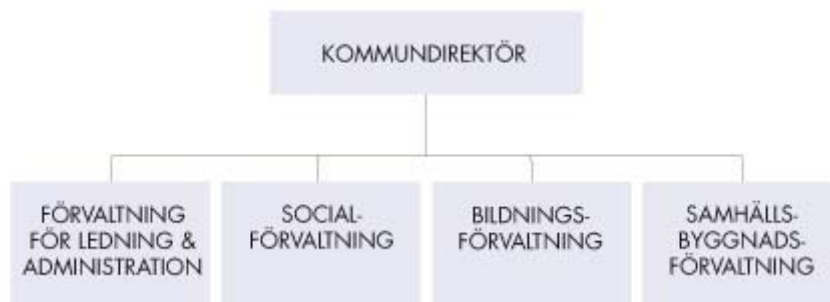 KOMMUNDIREKTÖR
FÖRVALTNING
FÖR LEDNING &
ADMINISTRATION
SOCIAL-
FÖRVALTNING
BILDNINGS-
FÖRVALTNING
SAMHÄLLS-
BYGGNADS-
FÖRVALTNING